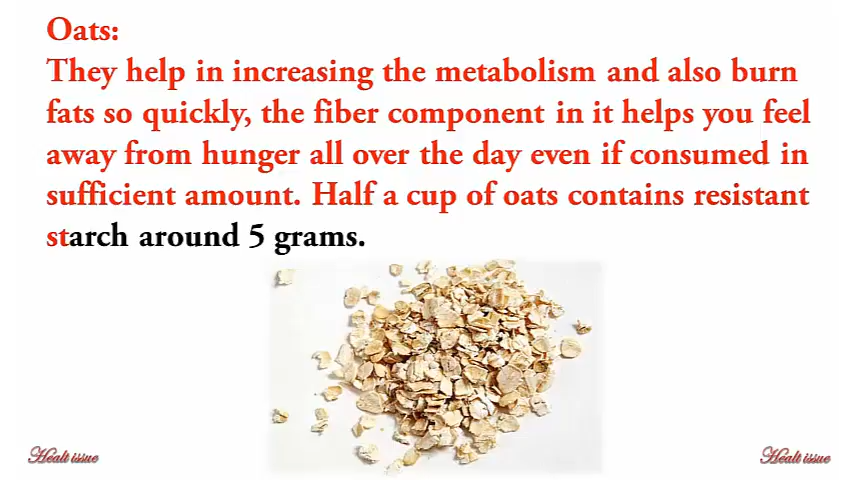 Oats:
They help in increasing the metabolism and also burn
fats so quickly, the fiber component in it helps you feel
away from hunger all over the day even if consumed in
sufficient amount. Half a cup of oats contains resistant
starch around 5 grams.
Healt issue
Healt issue